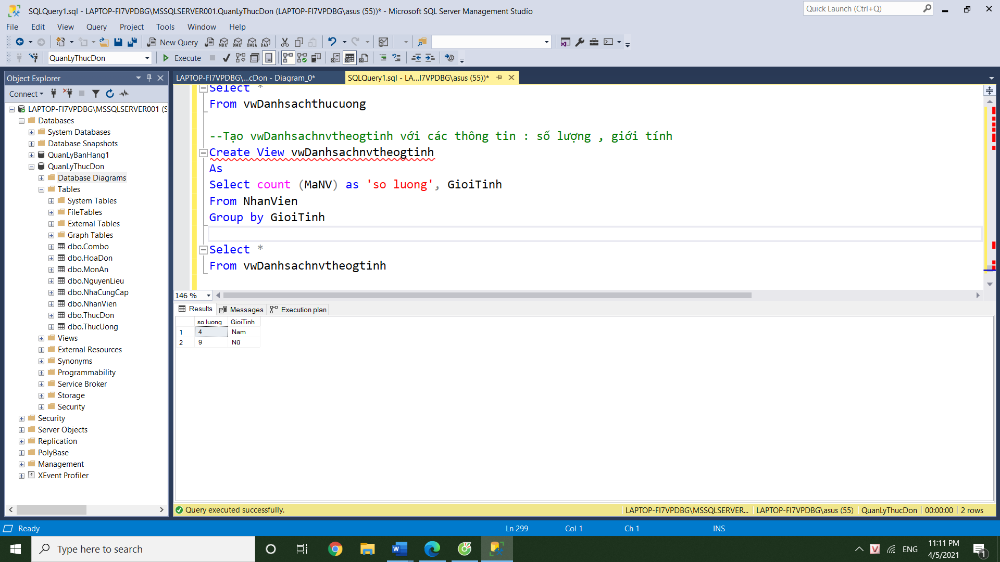 SQLQuery1.sql - LAPTOP-FI7VPDBG\MSSQLSERVER001.QuanLyThucDon (LAPTOP-FI7VPDBG\asus (55))* - Microsoft SQL Server Management Studio
Quick Launch (Ctrl+Q)
File Edit View Query Project Tools Window Help
New Query MDX DMX XMLA DAX
QuanLyThucDon Execute
Object Explorer
Connect
LAPTOP-FI7VPDBG\MSSQLSERVER001 (S
Databases
System Databases
Database Snapshots
QuanLyBanHang1
QuanLyThucDon
Database Diagrams
Tables
System Tables
FileTables
External Tables
Graph Tables
dbo.Combo
dbo.HoaDon
dbo.MonAn
dbo.NguyenLieu
dbo.NhaCungCap
dbo.NhanVien
dbo.ThucDon
dbo.ThucUong
Views
External Resources
Synonyms
Programmability
Service Broker
Storage
Security
Security
Server Objects
Replication
PolyBase
Management
XEvent Profiler
LAPTOP-FI7VPDBG\...cDon - Diagram_0*
SQLQuery1.sql - LA...I7VPDBG\asus (55))*
Select *
From vwDanhsachthucuong
--Tạo vwDanhsachnvtheogtinh với các thông tin : số lượng , giới tính
Create View vwDanhsachnvtheogtinh
As
Select count (MaNV) as 'so luong', GioiTinh
From NhanVien
Group by GioiTinh
Select *
From vwDanhsachnvtheogtinh
146 %
Results Messages Execution plan
so luong GioiTinh
1 4 Nam
2 9 Nữ
Query executed successfully.
LAPTOP-FI7VPDBG\MSSQLSERVER... LAPTOP-FI7VPDBG\asus (55) QuanLyThucDon 00:00:00 2 rows
Ready Ln 299 Col 1 Ch 1 INS
Type here to search
ENG
11:11 PM
4/5/2021
1